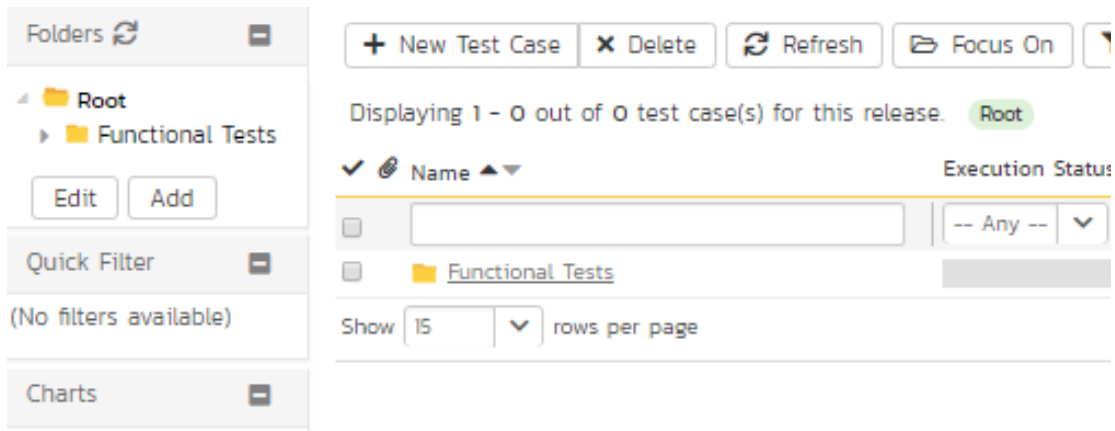 Folders
Root
Functional Tests
Edit Add
Quick Filter
(No filters available)
Charts
New Test Case Delete Refresh Focus On
Displaying 1 - 0 out of 0 test case(s) for this release. Root
Name Execution Status
-- Any --
Functional Tests
Show 15 rows per page